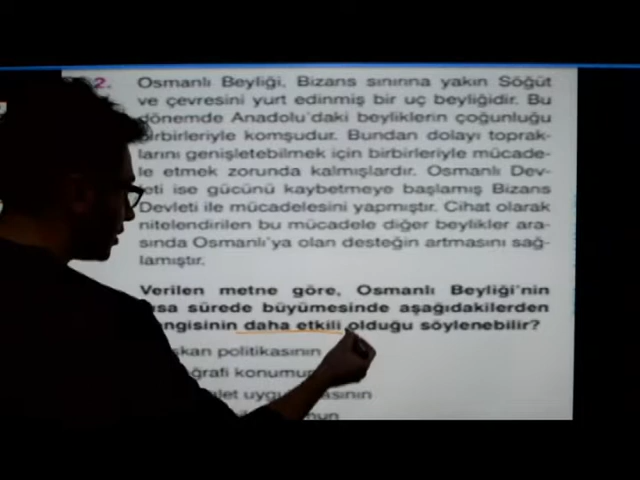 2. Osmanlı Beyliği, Bizans sınırına yakın Söğüt
ve çevresini yurt edinmiş bir uç beyliğidir. Bu
dönemde Anadolu'daki beyliklerin çoğunluğu
birbirleriyle komşudur. Bundan dolayı toprak-
larını genişletebilmek için birbirleriyle mücade-
le etmek zorunda kalmışlardır. Osmanlı Dev-
leti ise gücünü kaybetmeye başlamış Bizans
Devleti ile mücadelesini yapmıştır. Cihat olarak
nitelendirilen bu mücadele diğer beylikler ara-
sında Osmanlı'ya olan desteğin artmasını sağ-
lamıştır.
Verilen metne göre, Osmanlı Beyliği'nin
sürede büyümesinde aşağıdakilerden
daha etkili olduğu söylenebilir?
politikasının